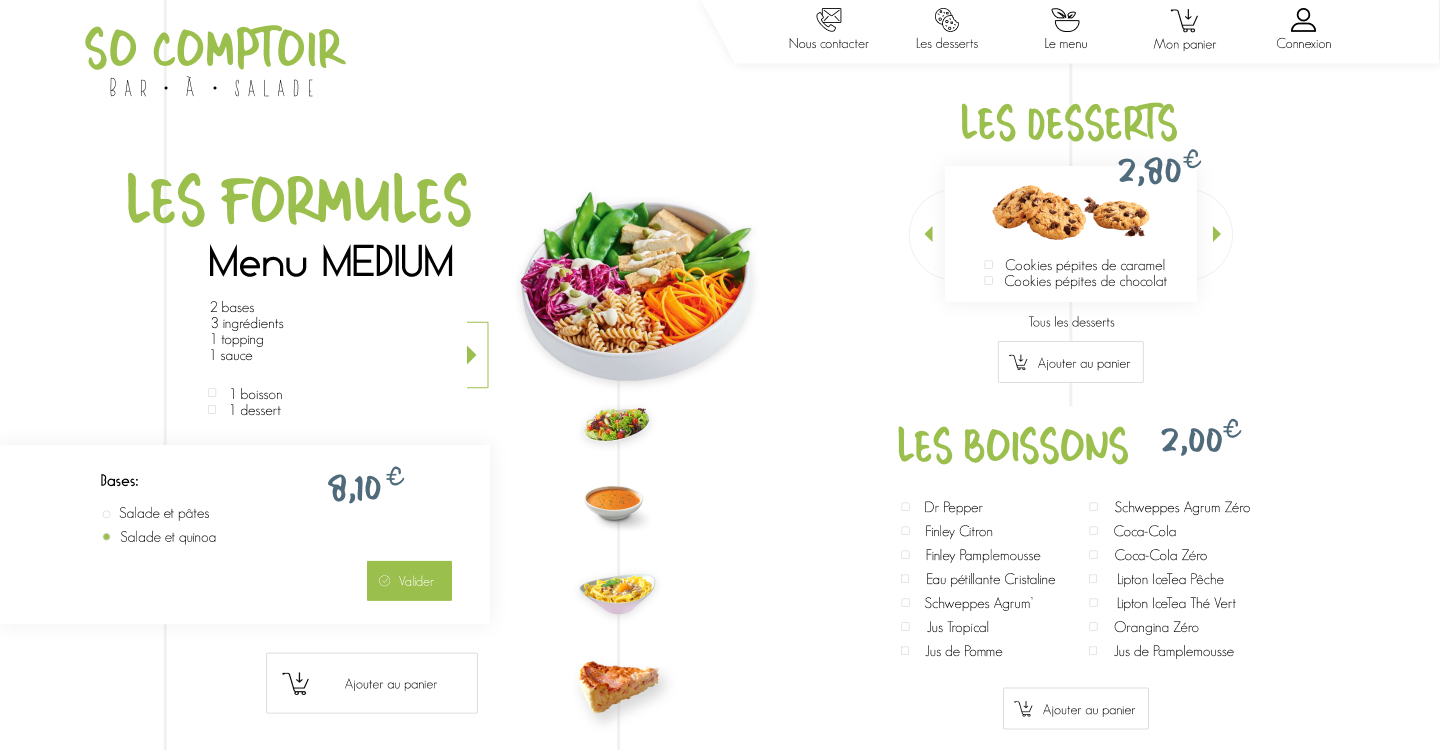 SO COMPTOIR
BAR • À • SALADE
Nous contacter
Les desserts
Le menu
Mon panier
Connexion
LES FORMULES
Menu MEDIUM
2 bases
3 ingrédients
1 topping
1 sauce
1 boisson
1 dessert
Bases:
8,10€
Salade et pâtes
Salade et quinoa
Valider
Ajouter au panier
LES DESSERTS
2,80€
Cookies pépites de caramel
Cookies pépites de chocolat
Tous les desserts
Ajouter au panier
LES BOISSONS
2,00€
Dr Pepper
Finley Citron
Finley Pamplemousse
Eau pétillante Cristaline
Schweppes Agrum'
Jus Tropical
Jus de Pomme
Schweppes Agrum Zéro
Coca-Cola
Coca-Cola Zéro
Lipton IceTea Pêche
Lipton IceTea Thé Vert
Orangina Zéro
Jus de Pamplemousse
Ajouter au panier